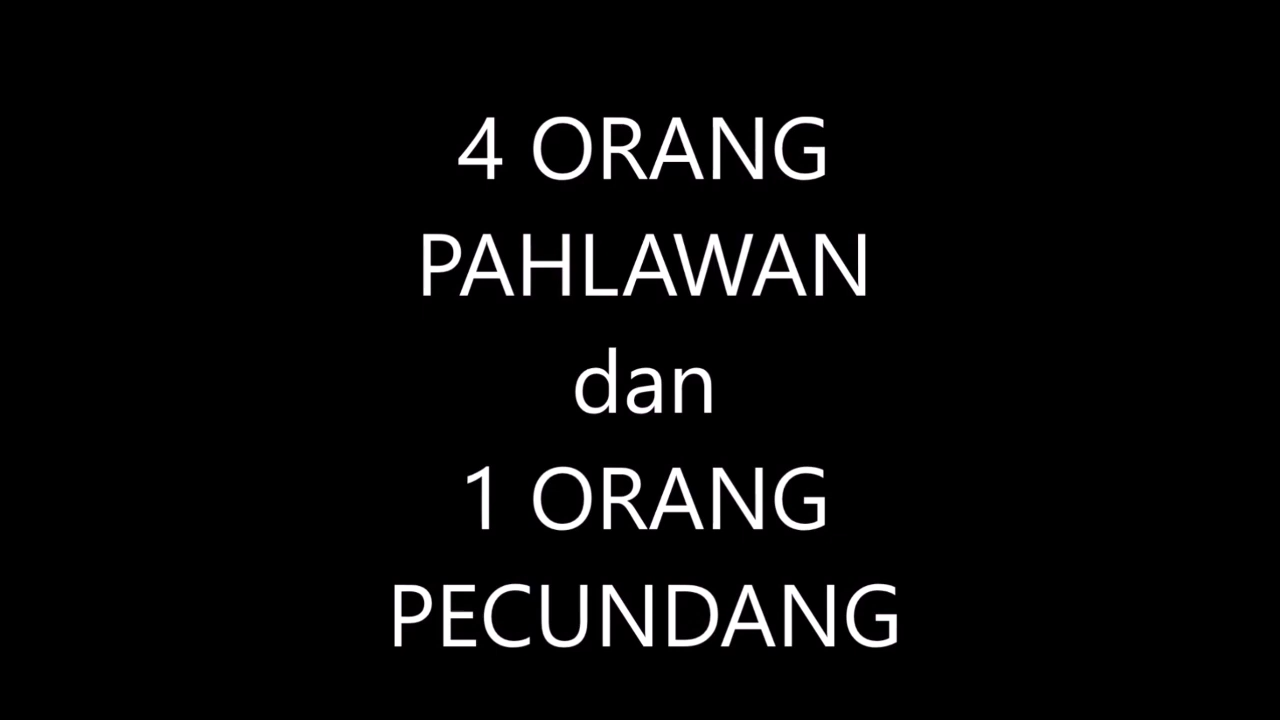 4 ORANG
PAHLAWAN
dan
1 ORANG
PECUNDANG